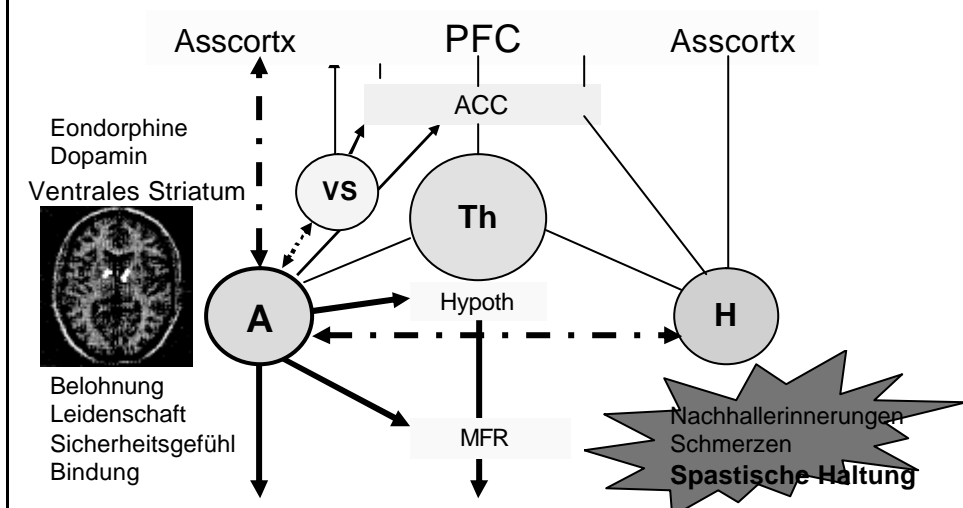 Asscortx
PFC
Asscortx
ACC
Eondorphine
Dopamin
Ventrales Striatum
VS
Th
A
Hypoth
H
Belohnung
Leidenschaft
Sicherheitsgefühl
Bindung
MFR
Nachhallerinnerungen
Schmerzen
Spastische Haltung